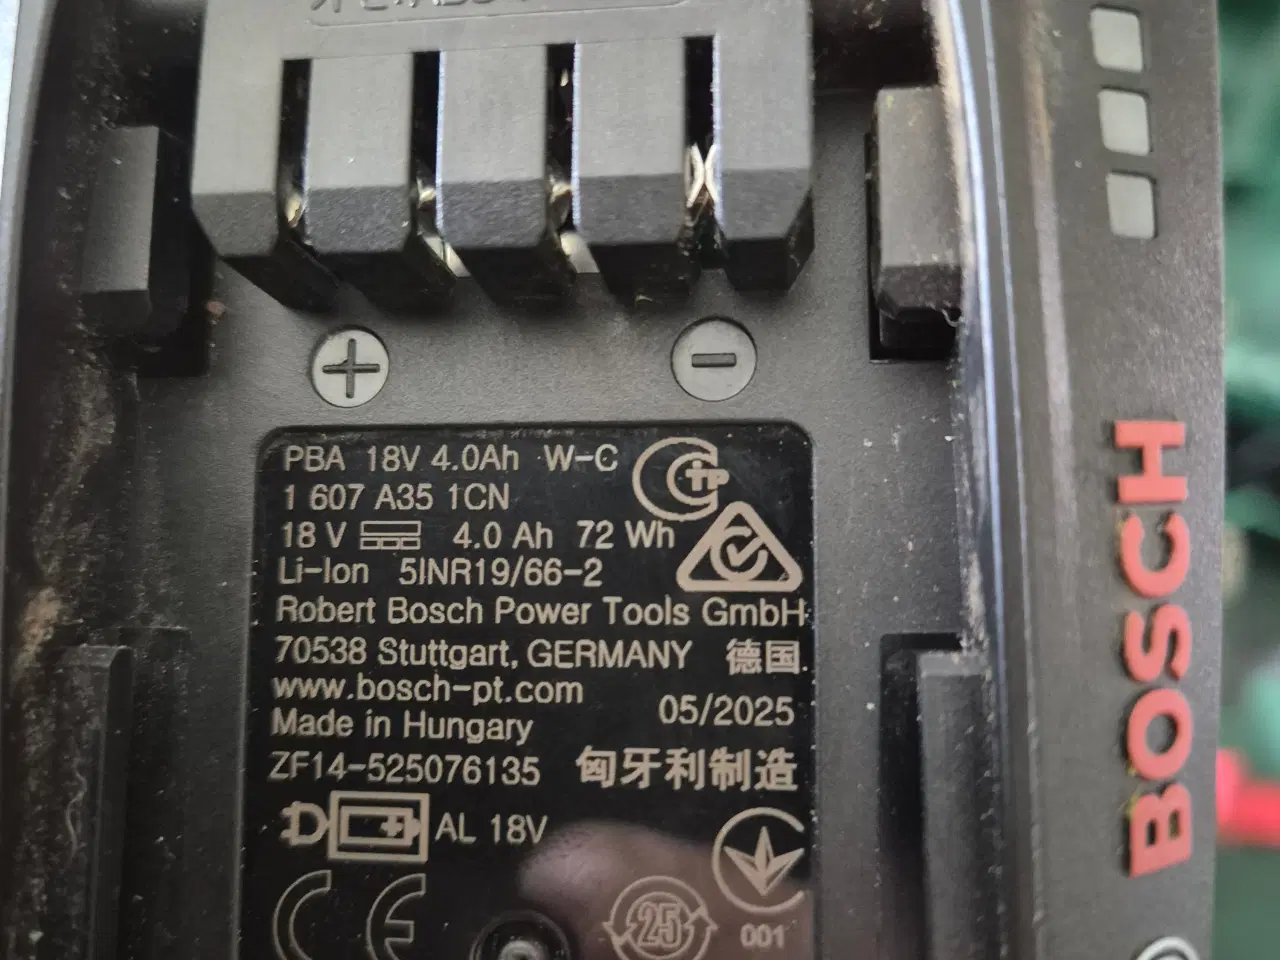 PBA 18V 4.0Ah W-C
1 607 A35 1CN
18 V 4.0 Ah 72 Wh
Li-Ion 5INR19/66-2
Robert Bosch Power Tools GmbH
70538 Stuttgart, GERMANY 德国
www.bosch-pt.com
05/2025
Made in Hungary
ZF14-525076135 匈牙利制造
AL 18V
CE
25
001
BOSCH